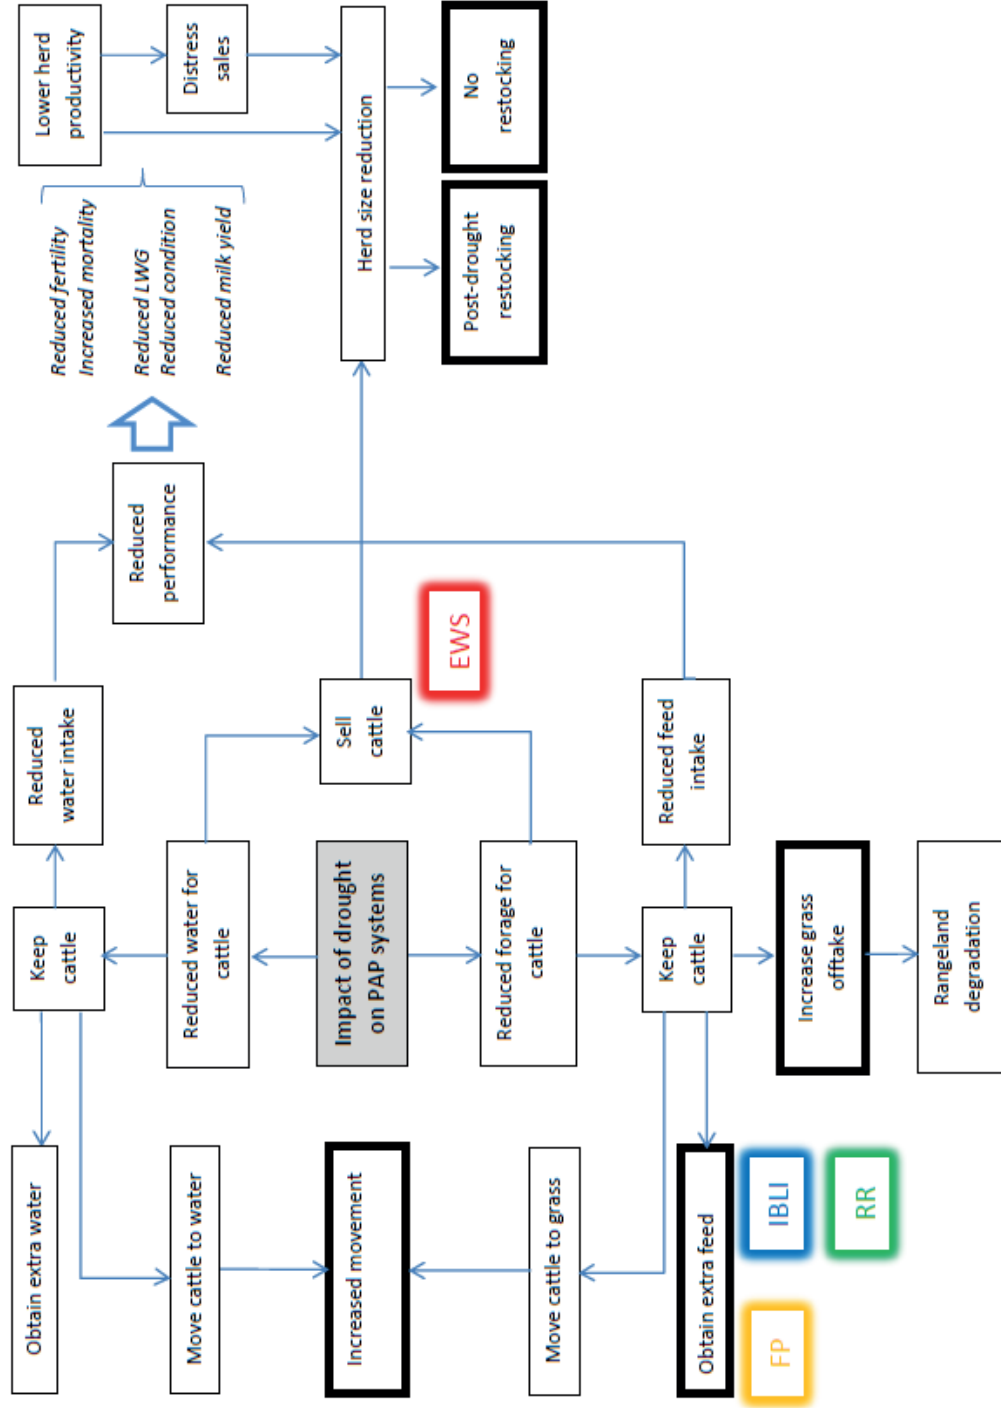 Obtain extra water
Keep
cattle
Reduced
water intake
Reduced fertility
Increased mortality
Reduced LWG
Reduced condition
Reduced milk yield
Lower herd
productivity
Move cattle to water
Reduced water for
cattle
Reduced
performance
Distress
sales
Increased movement
Impact of drought
on PAP systems
Sell
cattle
Herd size reduction
EWS
Post-drought
restocking
No
restocking
Move cattle to grass
Reduced forage for
cattle
Obtain extra feed
Keep
cattle
Reduced feed
intake
FP
IBLI
RR
Increase grass
offtake
Rangeland
degradation